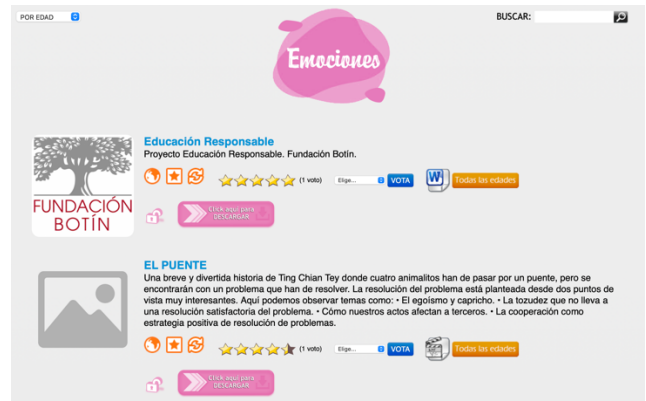 POR EDAD
BUSCAR:
Emociones
Educación Responsable
Proyecto Educación Responsable. Fundación Botín.
(1 voto)
Elige...
VOTA
W
Todas las edades
FUNDACIÓN
BOTÍN
Click aquí para
DESCARGAR
EL PUENTE
Una breve y divertida historia de Ting Chian Tey donde cuatro animalitos han de pasar por un puente, pero se
encontrarán con un problema que han de resolver. La resolución del problema está planteada desde dos puntos de
vista muy interesantes. Aquí podemos observar temas como: • El egoísmo y capricho. • La tozudez que no lleva a
una resolución satisfactoria del problema. • Cómo nuestros actos afectan a terceros. • La cooperación como
estrategia positiva de resolución de problemas.
(1 voto)
Elige...
VOTA
Todas las edades
Click aquí para
DESCARGAR